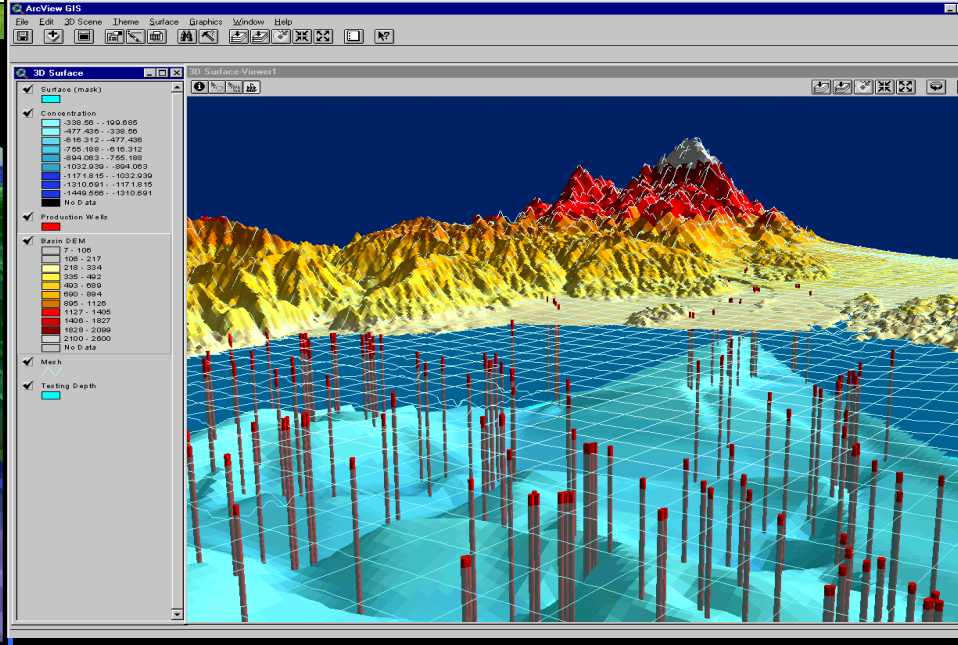 ArcView GIS
File Edit 3D Scene Theme Surface Graphics Window Help
3D Surface
3D Surface-Viewer1
Surface (mask)
Concentration
-338.56 - -199.685
-477.436 - -338.56
-616.312 - -477.436
-755.188 - -616.312
-894.063 - -755.188
-1032.939 - -894.063
-1171.815 - -1032.939
-1310.691 - -1171.815
-1449.566 - -1310.691
No Data
Production Wells
Basin DEM
7 - 106
106 - 217
218 - 334
335 - 492
493 - 689
690 - 894
895 - 1126
1127 - 1405
1406 - 1827
1828 - 2099
2100 - 2600
No Data
Mesh
Testing Depth